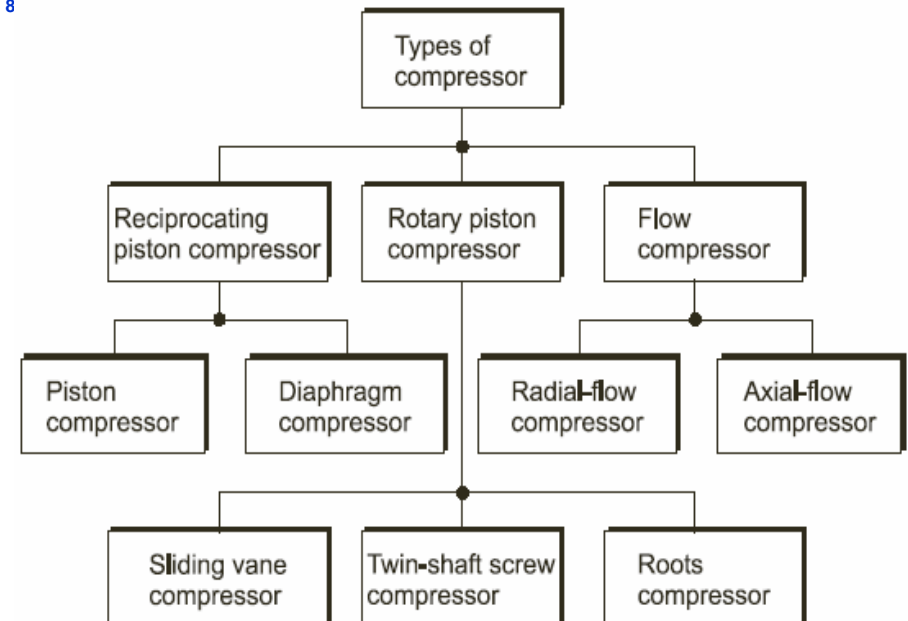 8
Types of
compressor
Reciprocating
piston compressor
Rotary piston
compressor
Flow
compressor
Piston
compressor
Diaphragm
compressor
Radial-flow
compressor
Axial-flow
compressor
Sliding vane
compressor
Twin-shaft screw
compressor
Roots
compressor